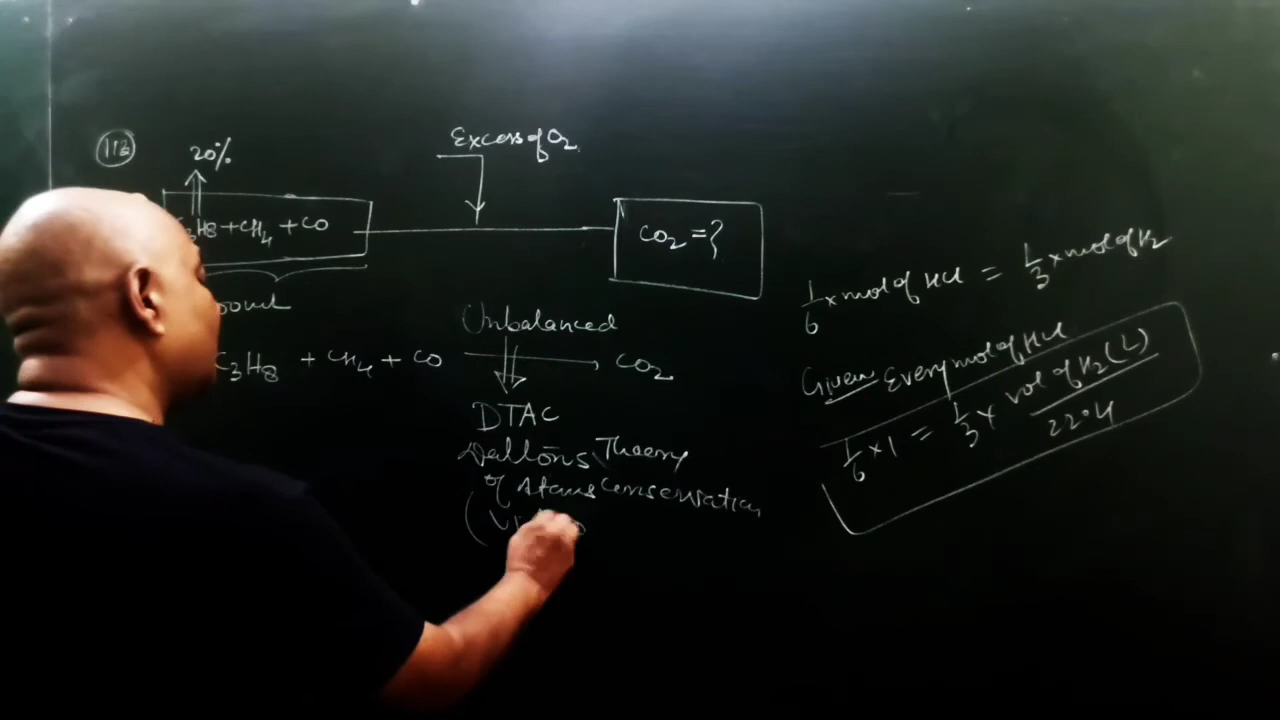 113
20%
Excess of O2
3H8 + CH4 + CO
CO2 = ?
Unbalanced
C3H8 + CH4 + CO → CO2
DTAC
Daltons Theory
of Atoms Conservation
1/6 × mol of HCl = 1/3 × mol of H2
Given Every mol of HCl
1/6 × 1 = 1/3 × vol of H2 (L) / 22.4